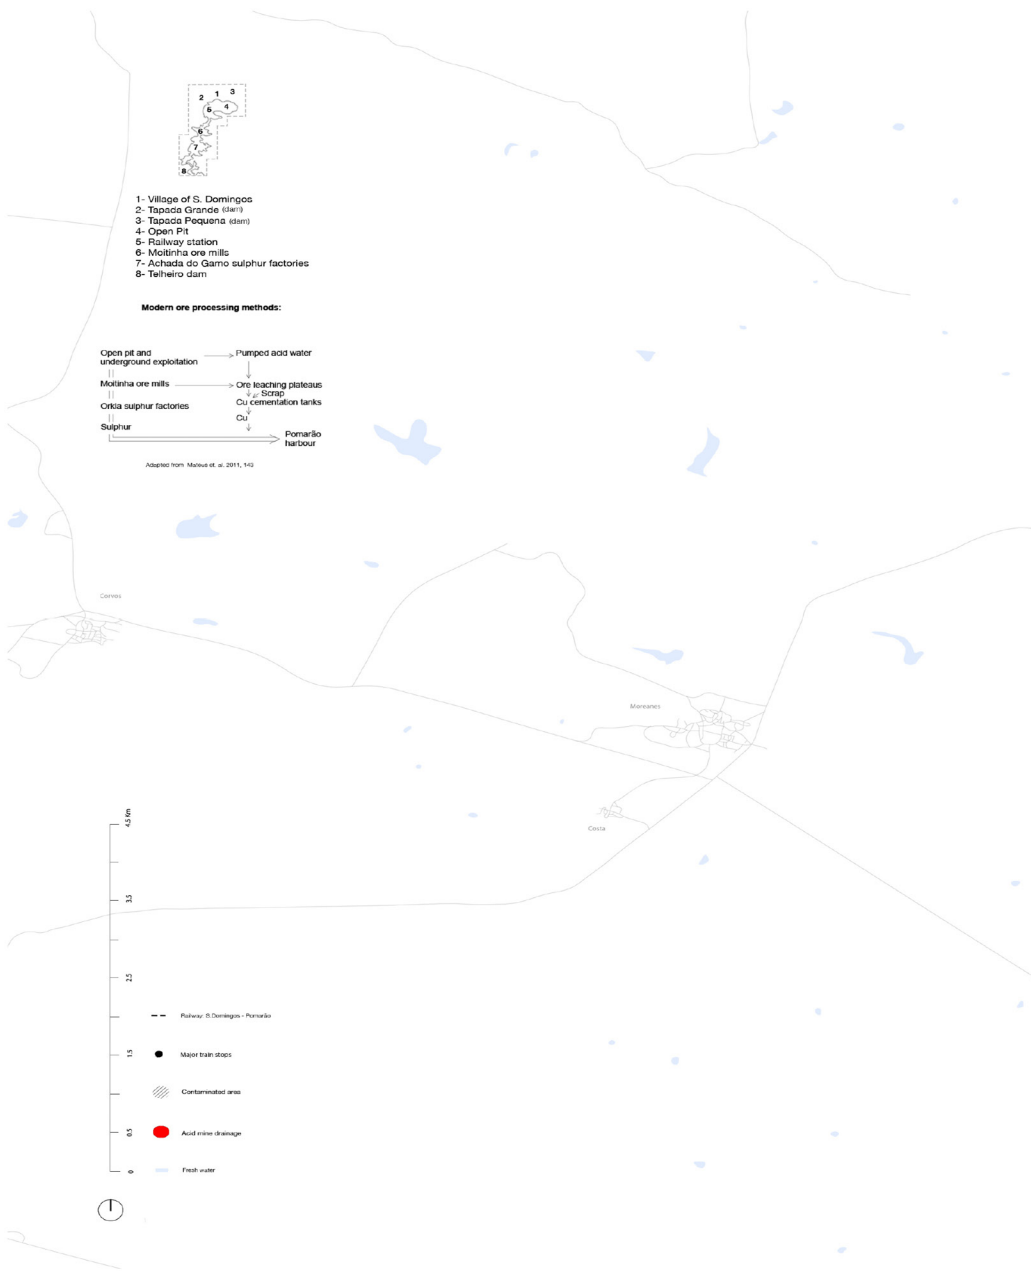 2 1 3
5 4
6
7
8
1- Village of S. Domingos
2- Tapada Grande (dam)
3- Tapada Pequena (dam)
4- Open Pit
5- Railway station
6- Moitinha ore mills
7- Achada do Gamo sulphur factories
8- Telheiro dam
Modern ore processing methods:
Open pit and
underground exploitation
Pumped acid water
Moitinha ore mills
Ore leaching plateaus
Scrap
Cu cementation tanks
Orkla sulphur factories
Cu
Sulphur
Pomarão
harbour
Adapted from Mateus et. al. 2011, 143
Corvos
Moreanes
Costa
4.5 Km
3.5
2.5
1.5
0.5
0
Railway: S Domingos - Pomarão
Major train stops
Contaminated area
Acid mine drainage
Fresh water